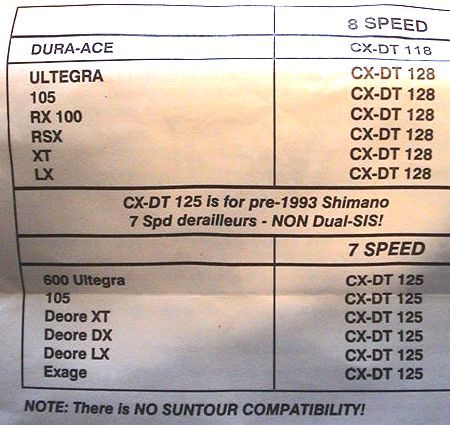 8 SPEED
DURA-ACE CX-DT 118
ULTEGRA CX-DT 128
105 CX-DT 128
RX 100 CX-DT 128
RSX CX-DT 128
XT CX-DT 128
LX CX-DT 128
CX-DT 125 is for pre-1993 Shimano
7 Spd derailleurs - NON Dual-SIS!
7 SPEED
600 Ultegra CX-DT 125
105 CX-DT 125
Deore XT CX-DT 125
Deore DX CX-DT 125
Deore LX CX-DT 125
Exage CX-DT 125
NOTE: There is NO SUNTOUR COMPATIBILITY!